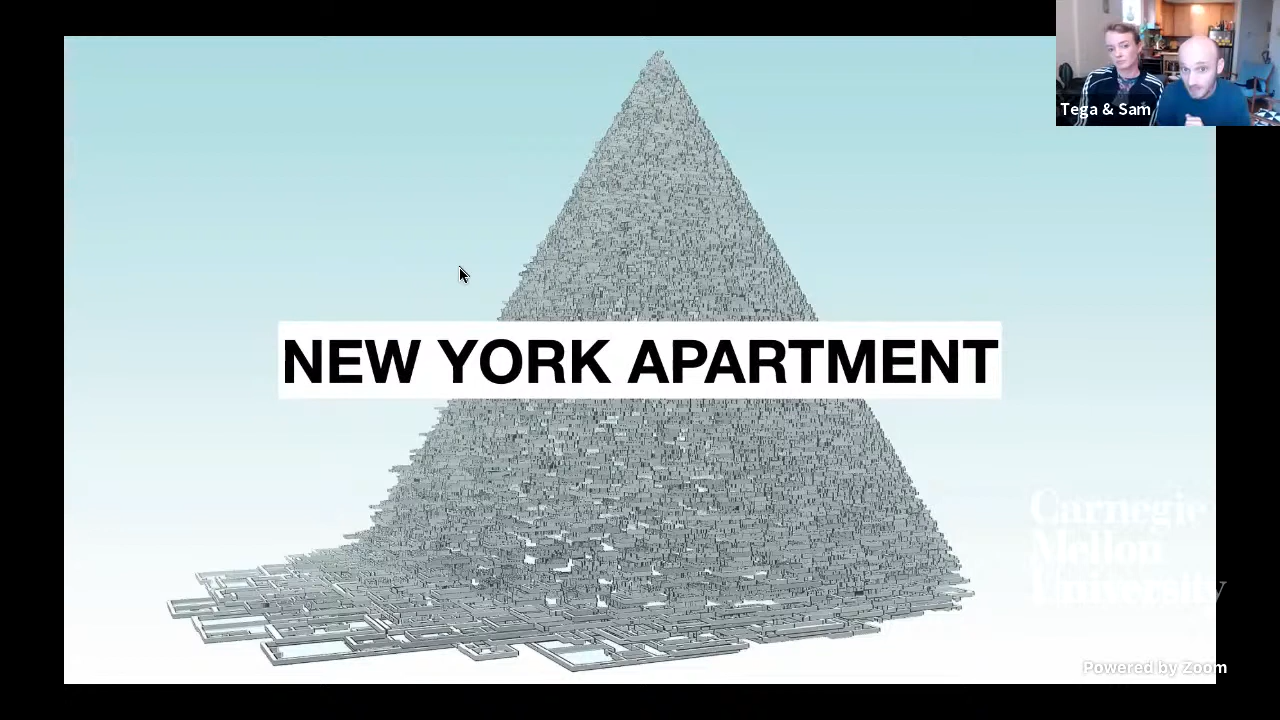 Tega & Sam
NEW YORK APARTMENT
Carnegie
Mellon
University
Powered by Zoom